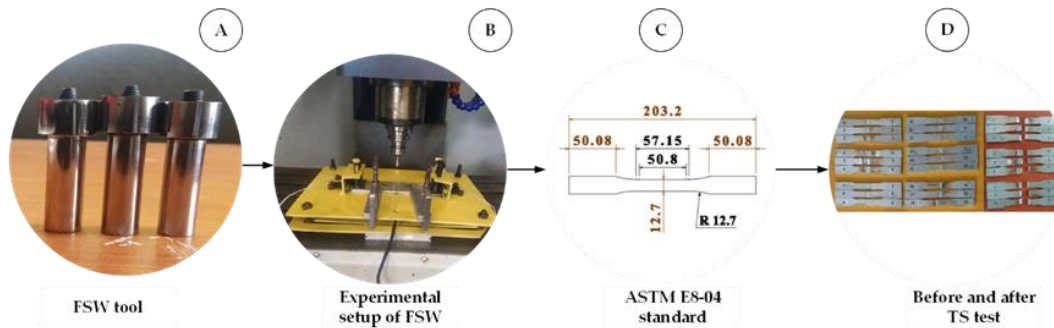 A
B
C
D
203.2
50.08
57.15
50.08
50.8
12.7
R 12.7
FSW tool
Experimental
setup of FSW
ASTM E8-04
standard
Before and after
TS test